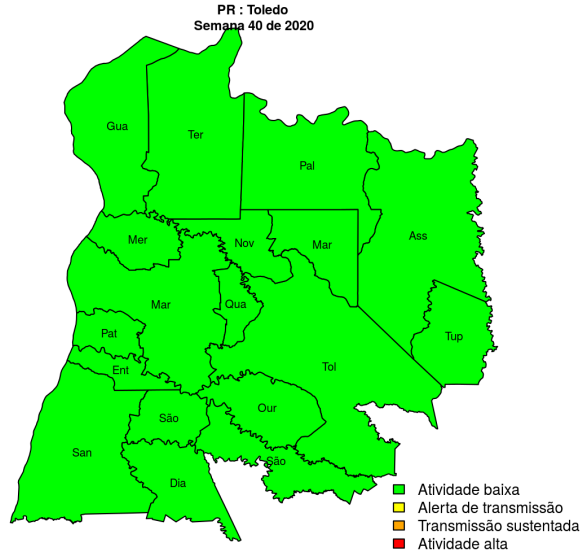 PR : Toledo
Semana 40 de 2020
Gua
Ter
Pal
Mer
Nov
Mar
Ass
Mar
Qua
Pat
Tup
Ent
Tol
São
Our
San
São
Dia
Atividade baixa
Alerta de transmissão
Transmissão sustentada
Atividade alta